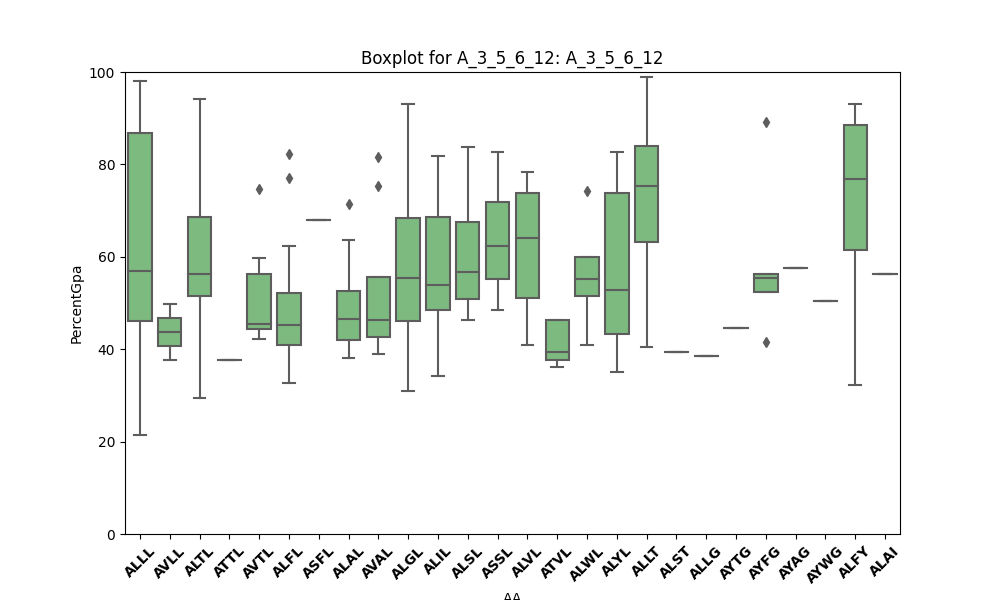 Boxplot for A_3_5_6_12: A_3_5_6_12
100
80
60
40
20
0
PercentGpa
ALLL AVLL ALTL ATTL AVTL ALFL ASFL ALAL AVAL ALGL ALIL ALSL ASSL ALVL ATVL ALWL ALYL ALLT ALST ALLG AYTG AYFG AYAG AYWG ALFY ALAI
AA